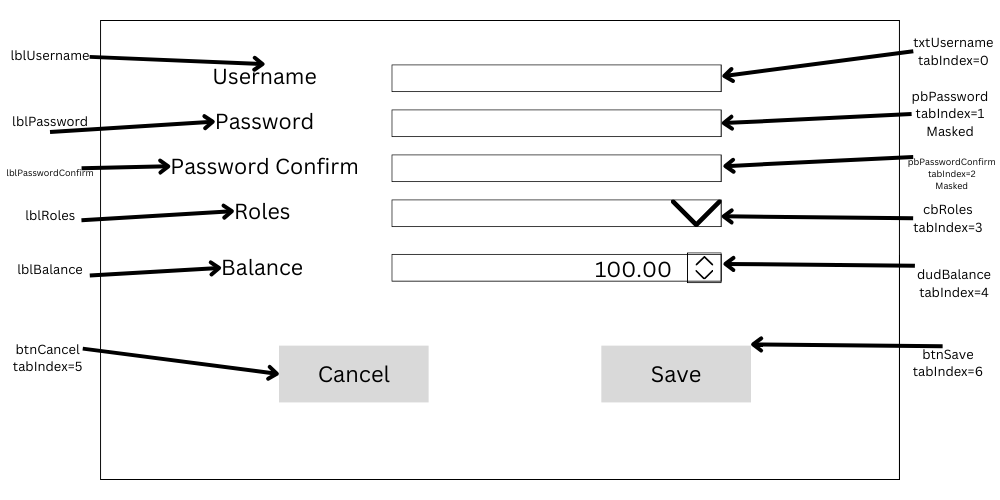 lblUsername
Username
txtUsername
tabIndex=0
lblPassword
Password
pbPassword
tabIndex=1
Masked
lblPasswordConfirm
Password Confirm
pbPasswordConfirm
tabIndex=2
Masked
lblRoles
Roles
cbRoles
tabIndex=3
lblBalance
Balance
100.00
dudBalance
tabIndex=4
btnCancel
tabIndex=5
Cancel
Save
btnSave
tabIndex=6